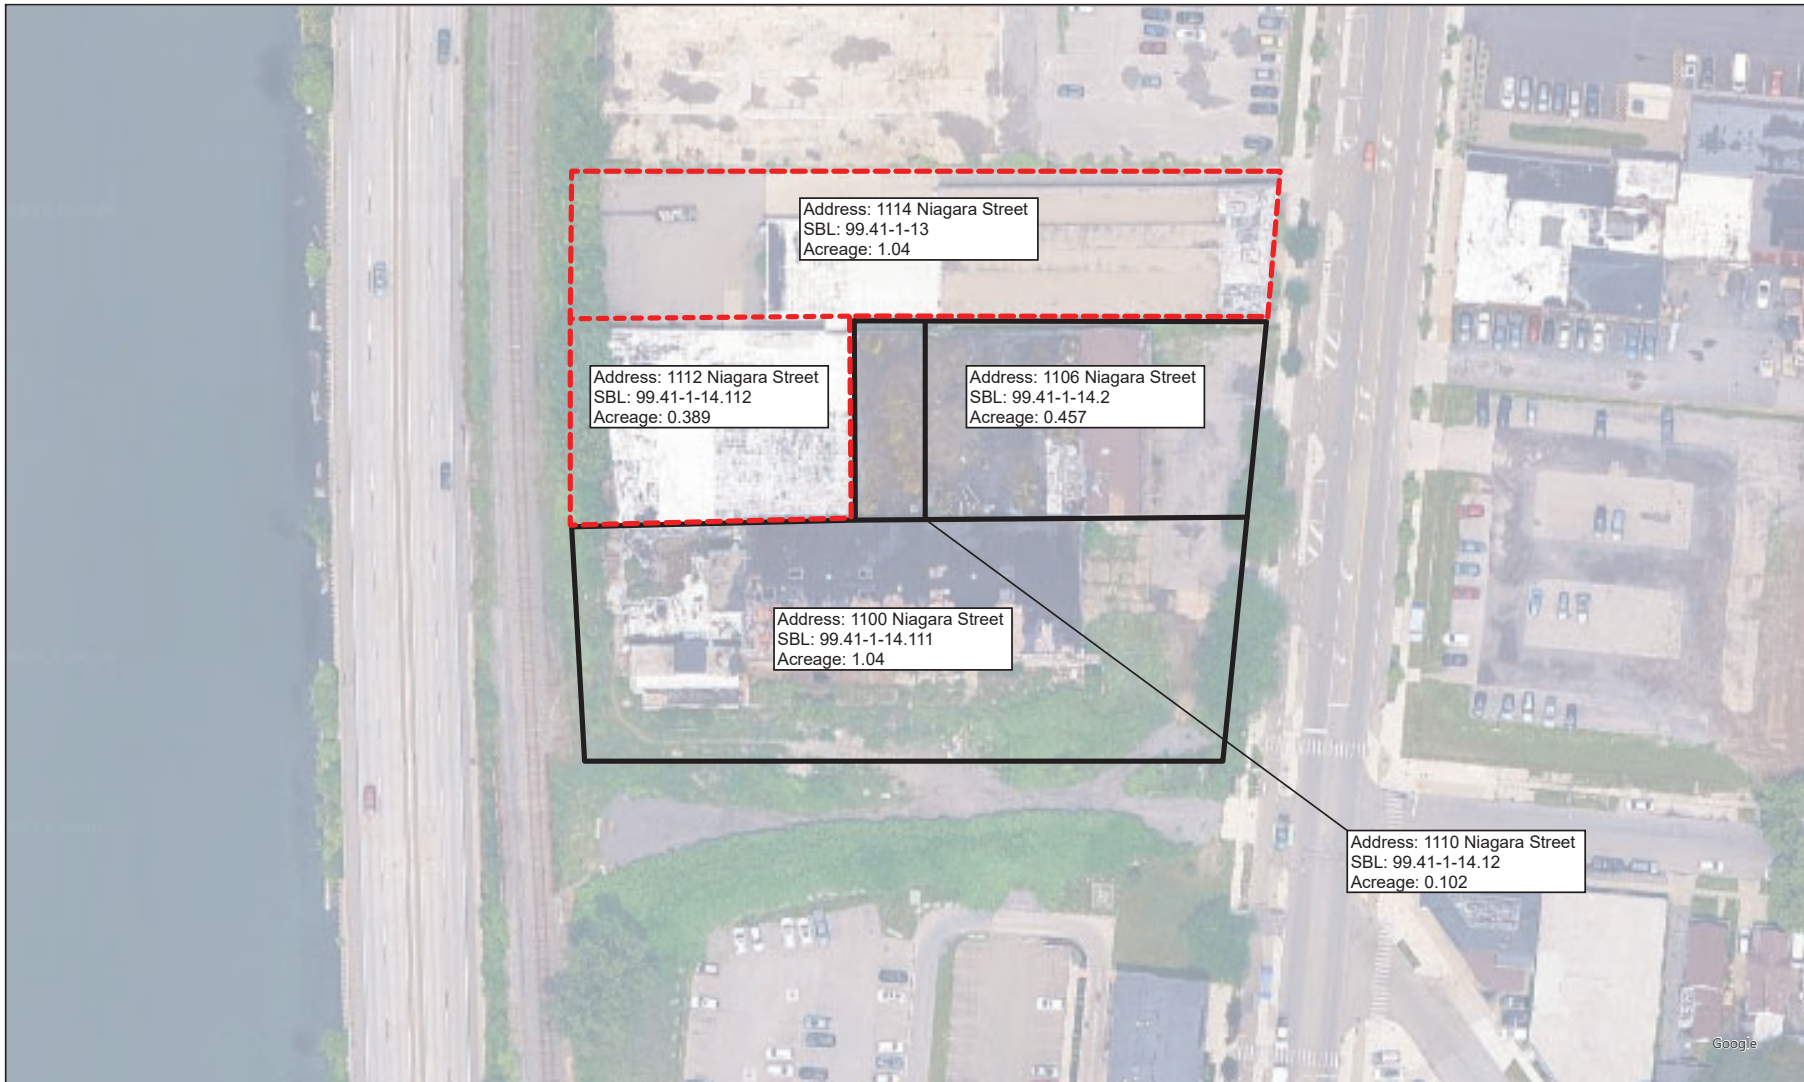 Address: 1114 Niagara Street
SBL: 99.41-1-13
Acreage: 1.04
Address: 1112 Niagara Street
SBL: 99.41-1-14.112
Acreage: 0.389
Address: 1106 Niagara Street
SBL: 99.41-1-14.2
Acreage: 0.457
Address: 1100 Niagara Street
SBL: 99.41-1-14.111
Acreage: 1.04
Address: 1110 Niagara Street
SBL: 99.41-1-14.12
Acreage: 0.102
Google